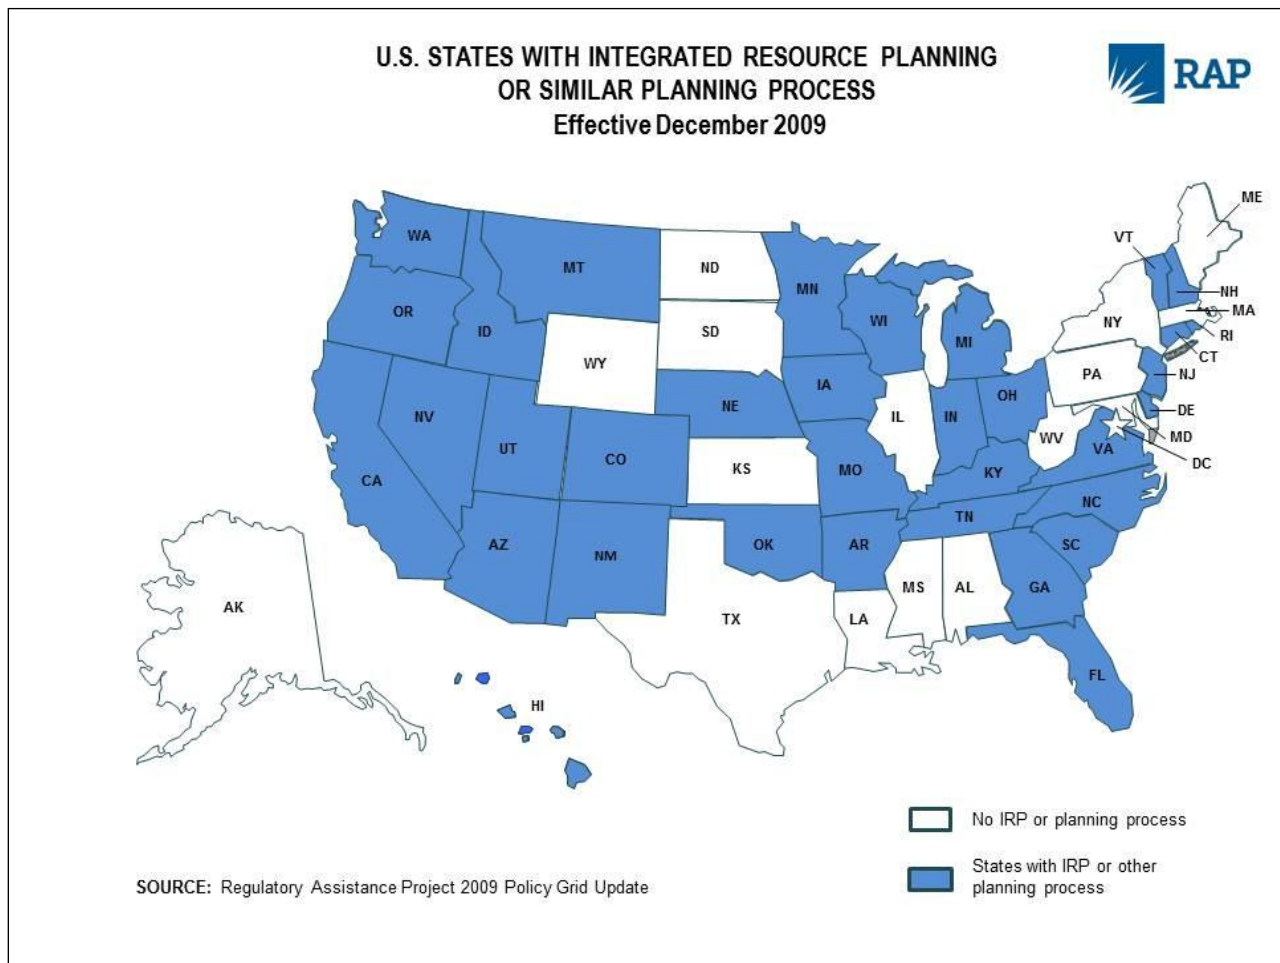 U.S. STATES WITH INTEGRATED RESOURCE PLANNING
OR SIMILAR PLANNING PROCESS
Effective December 2009
RAP
ME
WA
VT
MT
ND
MN
NH
OR
MA
ID
SD
WI
NY
RI
MI
CT
WY
PA
NJ
IA
OH
NE
DE
NV
IL
IN
MD
WV
UT
CO
VA
DC
KS
MO
KY
CA
NC
TN
AZ
OK
AR
SC
NM
MS
AL
GA
AK
TX
LA
FL
HI
No IRP or planning process
States with IRP or other
planning process
SOURCE: Regulatory Assistance Project 2009 Policy Grid Update